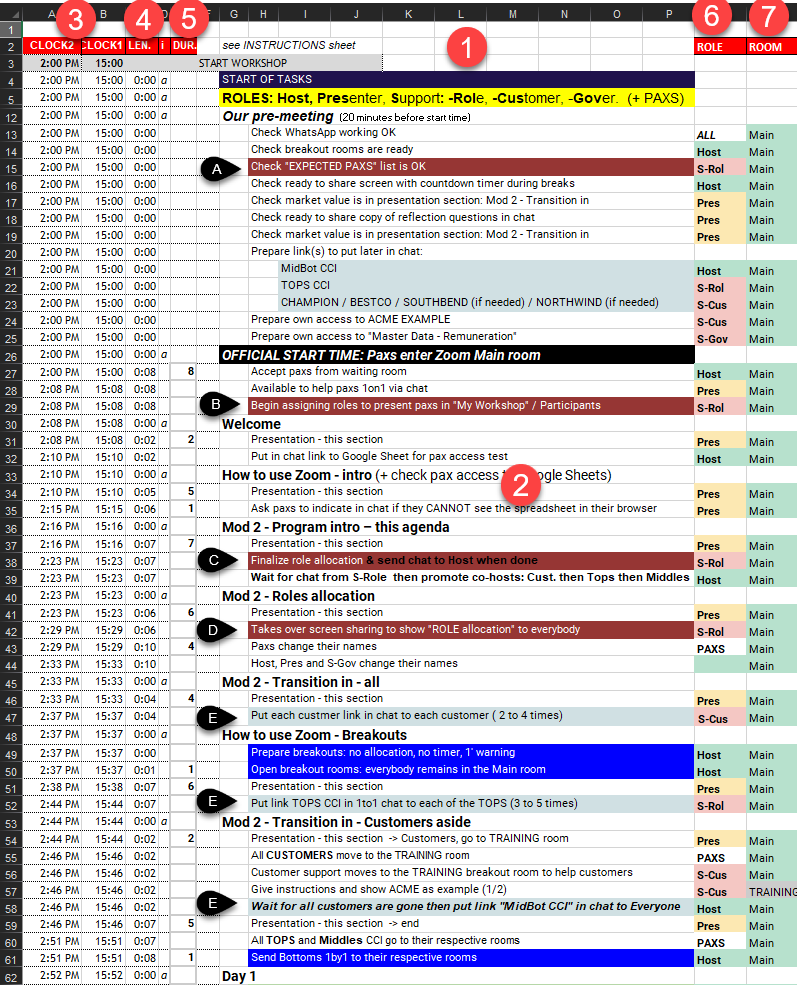 3 4 5 6 7
A B G H I J K L M N O P
1
2 CLOCK2 CLOCK1 LEN. i DUR. see INSTRUCTIONS sheet 1 ROLE ROOM
3 2:00 PM 15:00 START WORKSHOP
4 2:00 PM 15:00 0:00 a START OF TASKS
5 2:00 PM 15:00 0:00 a ROLES: Host, Presenter, Support: -Role, -Customer, -Gover. (+ PAXS)
12 2:00 PM 15:00 0:00 a Our pre-meeting (20 minutes before start time)
13 2:00 PM 15:00 0:00 Check WhatsApp working OK ALL Main
14 2:00 PM 15:00 0:00 Check breakout rooms are ready Host Main
15 2:00 PM 15:00 0:00 A Check "EXPECTED PAXS" list is OK S-Rol Main
16 2:00 PM 15:00 0:00 Check ready to share screen with countdown timer during breaks Host Main
17 2:00 PM 15:00 0:00 Check market value is in presentation section: Mod 2 - Transition in Pres Main
18 2:00 PM 15:00 0:00 Check ready to share copy of reflection questions in chat Pres Main
19 2:00 PM 15:00 0:00 Check market value is in presentation section: Mod 2 - Transition in Pres Main
20 2:00 PM 15:00 0:00 Prepare link(s) to put later in chat:
21 2:00 PM 15:00 0:00 MidBot CCI Host Main
22 2:00 PM 15:00 0:00 TOPS CCI S-Rol Main
23 2:00 PM 15:00 0:00 CHAMPION / BESTCO / SOUTHBEND (if needed) / NORTHWIND (if needed) S-Cus Main
24 2:00 PM 15:00 0:00 Prepare own access to ACME EXAMPLE S-Cus Main
25 2:00 PM 15:00 0:00 Prepare own access to "Master Data - Remuneration" S-Gov Main
26 2:00 PM 15:00 0:00 a OFFICIAL START TIME: Paxs enter Zoom Main room
27 2:00 PM 15:00 0:08 8 Accept paxs from waiting room Host Main
28 2:08 PM 15:08 0:08 Available to help paxs 1on1 via chat Pres Main
29 2:08 PM 15:08 0:08 B Begin assigning roles to present paxs in "My Workshop" / Participants S-Rol Main
30 2:08 PM 15:08 0:00 a Welcome
31 2:08 PM 15:08 0:02 2 Presentation - this section Pres Main
32 2:10 PM 15:10 0:02 Put in chat link to Google Sheet for pax access test Host Main
33 2:10 PM 15:10 0:00 a How to use Zoom - intro (+ check pax access ogle Sheets)
34 2:10 PM 15:10 0:05 5 Presentation - this section 2 Pres Main
35 2:15 PM 15:15 0:06 1 Ask paxs to indicate in chat if they CANNOT see the spreadsheet in their browser Pres Main
36 2:16 PM 15:16 0:00 a Mod 2 - Program intro – this agenda
37 2:16 PM 15:16 0:07 7 Presentation - this section Pres Main
38 2:23 PM 15:23 0:07 C Finalize role allocation & send chat to Host when done S-Rol Main
39 2:23 PM 15:23 0:07 Wait for chat from S-Role then promote co-hosts: Cust. then Tops then Middles Host Main
40 2:23 PM 15:23 0:00 a Mod 2 - Roles allocation
41 2:23 PM 15:23 0:06 6 Presentation - this section Pres Main
42 2:29 PM 15:29 0:06 D Takes over screen sharing to show "ROLE allocation" to everybody S-Rol Main
43 2:29 PM 15:29 0:10 4 Paxs change their names PAXS Main
44 2:33 PM 15:33 0:10 Host, Pres and S-Gov change their names Main
45 2:33 PM 15:33 0:00 a Mod 2 - Transition in - all
46 2:33 PM 15:33 0:04 4 Presentation - this section Pres Main
47 2:37 PM 15:37 0:04 E Put each custmer link in chat to each customer ( 2 to 4 times) S-Cus Main
48 2:37 PM 15:37 0:00 a How to use Zoom - Breakouts
49 2:37 PM 15:37 0:00 Prepare breakouts: no allocation, no timer, 1' warning Host Main
50 2:37 PM 15:37 0:01 1 Open breakout rooms: everybody remains in the Main room Host Main
51 2:38 PM 15:38 0:07 6 Presentation - this section Pres Main
52 2:44 PM 15:44 0:07 E Put link TOPS CCI in 1to1 chat to each of the TOPS (3 to 5 times) S-Rol Main
53 2:44 PM 15:44 0:00 a Mod 2 - Transition in - Customers aside
54 2:44 PM 15:44 0:02 2 Presentation - this section -> Customers, go to TRAINING room Pres Main
55 2:46 PM 15:46 0:02 All CUSTOMERS move to the TRAINING room PAXS Main
56 2:46 PM 15:46 0:02 Customer support moves to the TRAINING breakout room to help customers S-Cus Main
57 2:46 PM 15:46 0:02 Give instructions and show ACME as example (1/2) S-Cus TRAINING
58 2:46 PM 15:46 0:02 E Wait for all customers are gone then put link "MidBot CCI" in chat to Everyone Host Main
59 2:46 PM 15:46 0:07 5 Presentation - this section -> end Pres Main
60 2:51 PM 15:51 0:07 All TOPS and Middles CCI go to their respective rooms PAXS Main
61 2:51 PM 15:51 0:08 1 Send Bottoms 1by1 to their respective rooms Host Main
62 2:52 PM 15:52 0:00 a Day 1